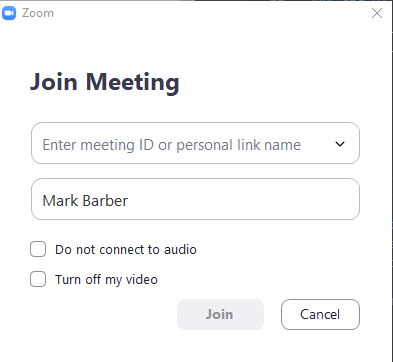 Zoom
Join Meeting
Enter meeting ID or personal link name
Mark Barber
Do not connect to audio
Turn off my video
Join Cancel